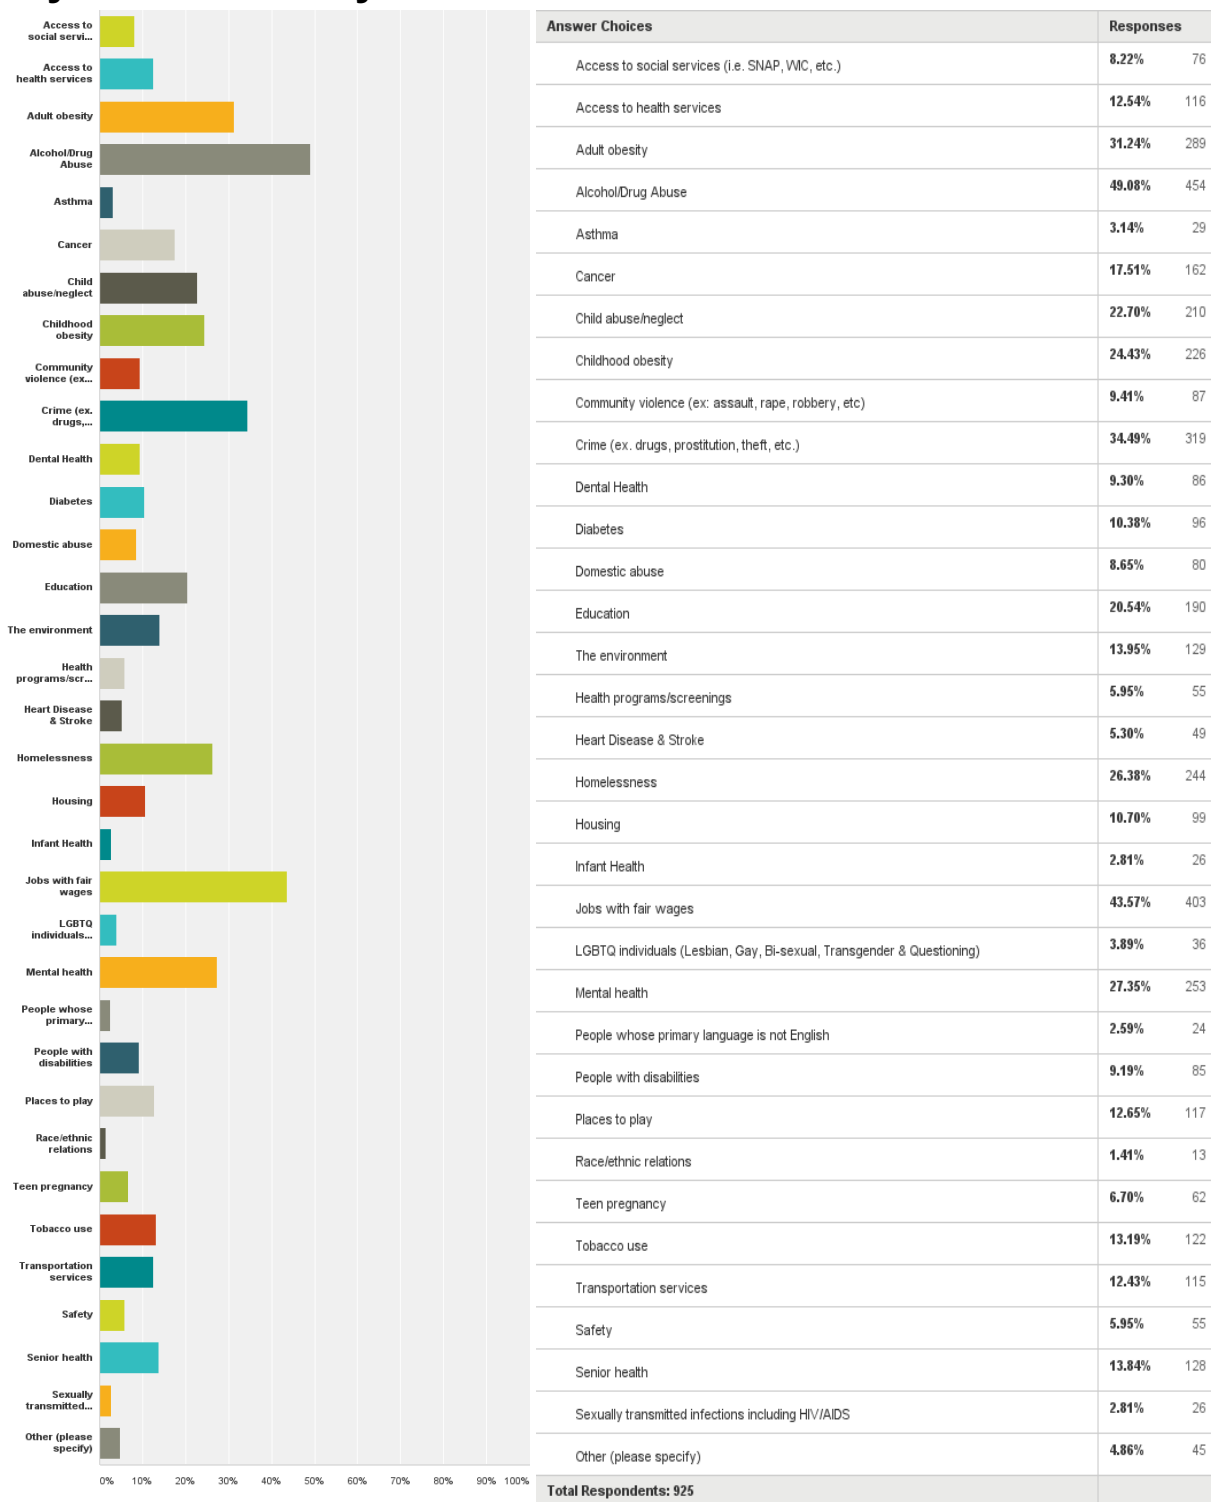 Access to
social servi...
Access to
health services
Adult obesity
Alcohol/Drug
Abuse
Asthma
Cancer
Child
abuse/neglect
Childhood
obesity
Community
violence (ex...
Crime (ex.
drugs,...
Dental Health
Diabetes
Domestic abuse
Education
The environment
Health
programs/scr...
Heart Disease
& Stroke
Homelessness
Housing
Infant Health
Jobs with fair
wages
LGBTQ
individuals...
Mental health
People whose
primary...
People with
disabilities
Places to play
Race/ethnic
relations
Teen pregnancy
Tobacco use
Transportation
services
Safety
Senior health
Sexually
transmitted...
Other (please
specify)
0% 10% 20% 30% 40% 50% 60% 70% 80% 90% 100%
Answer Choices Responses
Access to social services (i.e. SNAP, WIC, etc.) 8.22% 76
Access to health services 12.54% 116
Adult obesity 31.24% 289
Alcohol/Drug Abuse 49.08% 454
Asthma 3.14% 29
Cancer 17.51% 162
Child abuse/neglect 22.70% 210
Childhood obesity 24.43% 226
Community violence (ex: assault, rape, robbery, etc) 9.41% 87
Crime (ex. drugs, prostitution, theft, etc.) 34.49% 319
Dental Health 9.30% 86
Diabetes 10.38% 96
Domestic abuse 8.65% 80
Education 20.54% 190
The environment 13.95% 129
Health programs/screenings 5.95% 55
Heart Disease & Stroke 5.30% 49
Homelessness 26.38% 244
Housing 10.70% 99
Infant Health 2.81% 26
Jobs with fair wages 43.57% 403
LGBTQ individuals (Lesbian, Gay, Bi-sexual, Transgender & Questioning) 3.89% 36
Mental health 27.35% 253
People whose primary language is not English 2.59% 24
People with disabilities 9.19% 85
Places to play 12.65% 117
Race/ethnic relations 1.41% 13
Teen pregnancy 6.70% 62
Tobacco use 13.19% 122
Transportation services 12.43% 115
Safety 5.95% 55
Senior health 13.84% 128
Sexually transmitted infections including HIV/AIDS 2.81% 26
Other (please specify) 4.86% 45
Total Respondents: 925